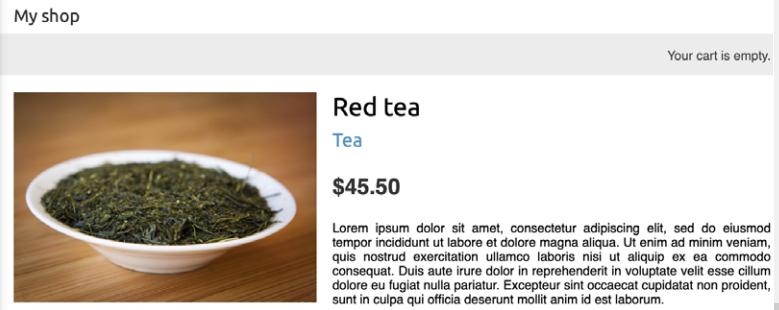 My shop
Your cart is empty.
Red tea
Tea
$45.50
Lorem ipsum dolor sit amet, consectetur adipiscing elit, sed do eiusmod
tempor incididunt ut labore et dolore magna aliqua. Ut enim ad minim veniam,
quis nostrud exercitation ullamco laboris nisi ut aliquip ex ea commodo
consequat. Duis aute irure dolor in reprehenderit in voluptate velit esse cillum
dolore eu fugiat nulla pariatur. Excepteur sint occaecat cupidatat non proident,
sunt in culpa qui officia deserunt mollit anim id est laborum.